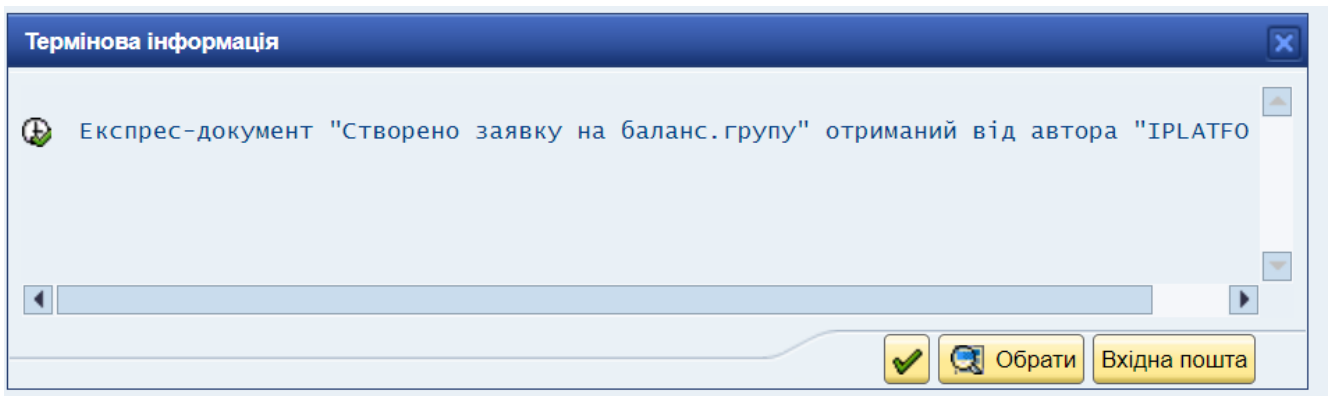 Термінова інформація
Експрес-документ "Створено заявку на баланс.групу" отриманий від автора "IPLATFO
Обрати
Вхідна пошта